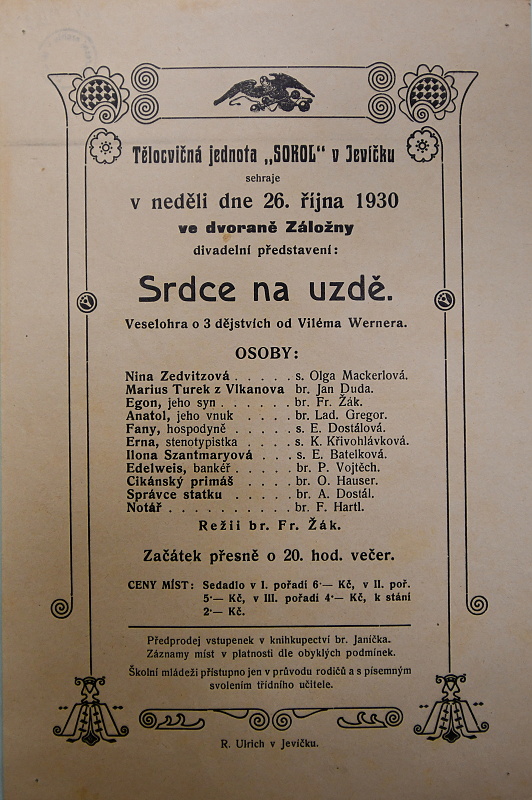 Tělocvičná jednota „SOKOL“ v Jevíčku
sehraje
v neděli dne 26. října 1930
ve dvoraně Záložny
divadelní představení:
Srdce na uzdě.
Veselohra o 3 dějstvích od Viléma Wernera.
OSOBY:
Nina Zedvitzová . . . . . s. Olga Mackerlová.
Marius Turek z Vlkanova br. Jan Duda.
Egon, jeho syn . . . . . . br. Fr. Žák.
Anatol, jeho vnuk . . . . br. Lad. Gregor.
Fany, hospodyně . . . . . s. E. Dostálová.
Erna, stenotypistka . . . . s. K. Křivohlávková.
Ilona Szantmaryová . . . s. E. Batelková.
Edelweis, bankéř . . . . . br. P. Vojtěch.
Cikánský primáš . . . . . br. O. Hauser.
Správce statku . . . . . br. A. Dostál.
Notář . . . . . . . . . . br. F. Hartl.
Režií br. Fr. Žák.
Začátek přesně o 20. hod. večer.
CENY MÍST: Sedadlo v I. pořadí 6·— Kč, v II. poř.
5·— Kč, v III. pořadí 4·— Kč, k stání
2·— Kč.
Předprodej vstupenek v knihkupectví br. Janíčka.
Záznamy míst v platnosti dle obyklých podmínek.
Školní mládeži přístupno jen v průvodu rodičů a s písemným
svolením třídního učitele.
R. Ulrich v Jevíčku.